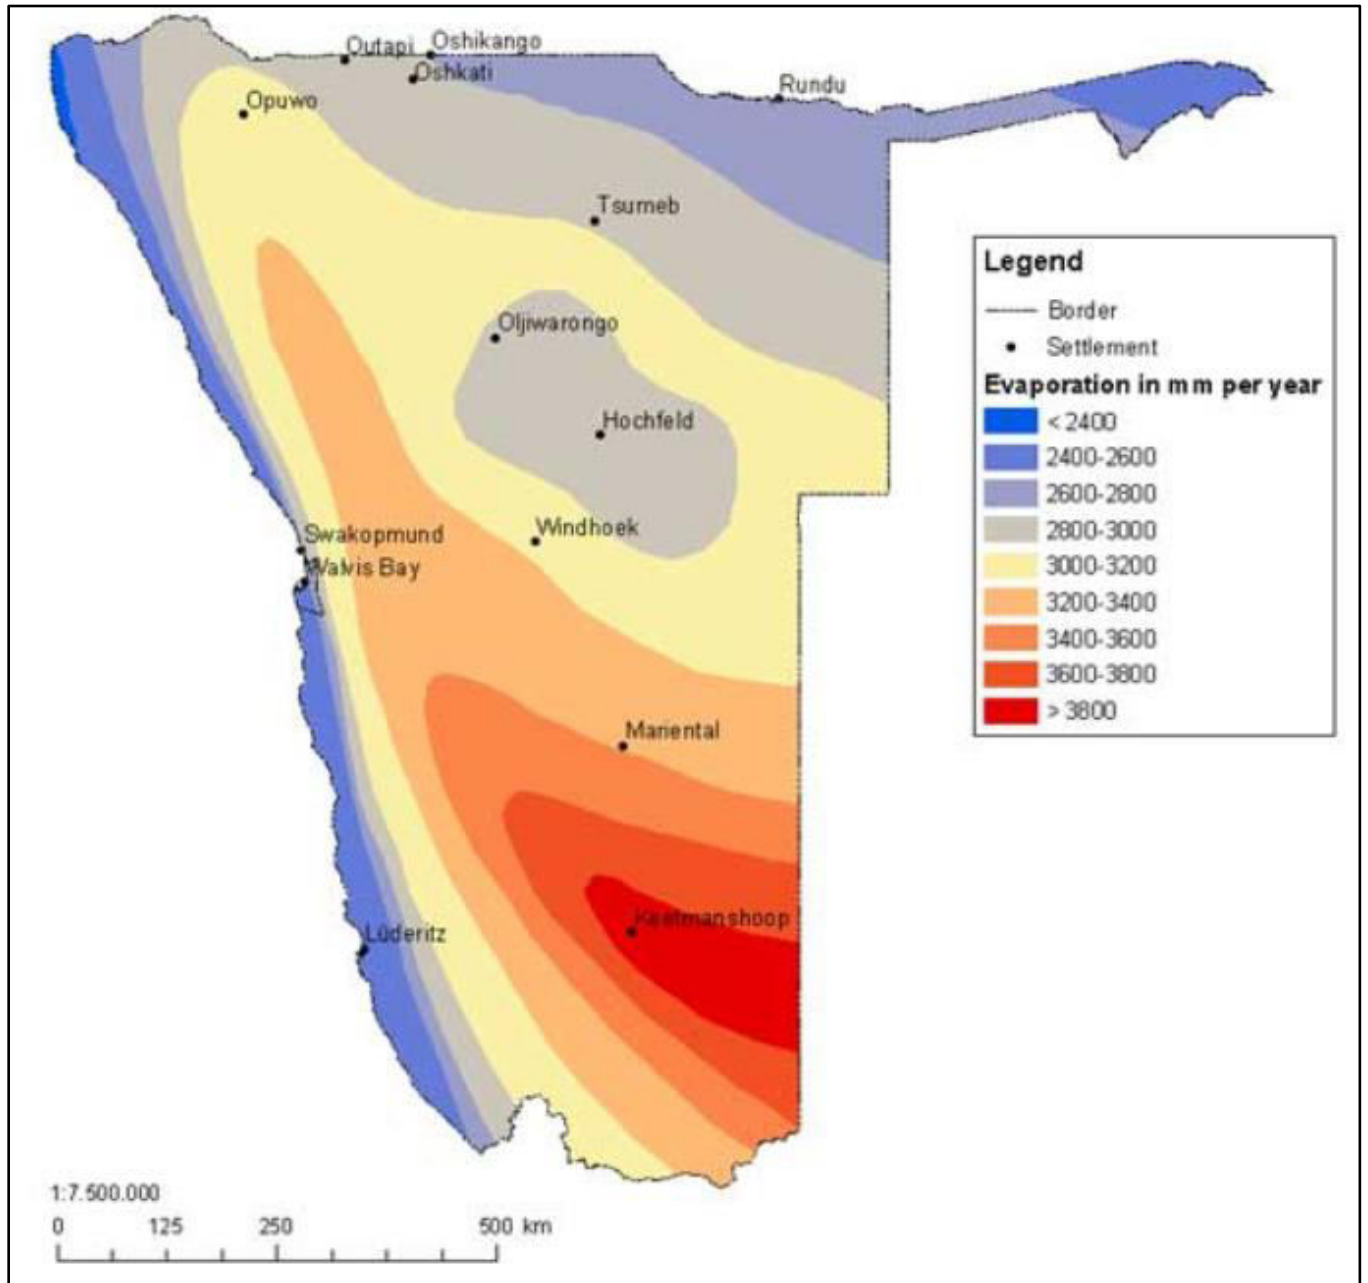 Outapi
Oshikango
Oshkati
Opuwo
Rundu
Tsumeb
Oljiwarongo
Hochfeld
Windhoek
Swakopmund
Walvis Bay
Mariental
Keetmanshoop
Lüderitz
Legend
Border
Settlement
Evaporation in mm per year
< 2400
2400-2600
2600-2800
2800-3000
3000-3200
3200-3400
3400-3600
3600-3800
> 3800
1:7.500.000
0 125 250 500 km